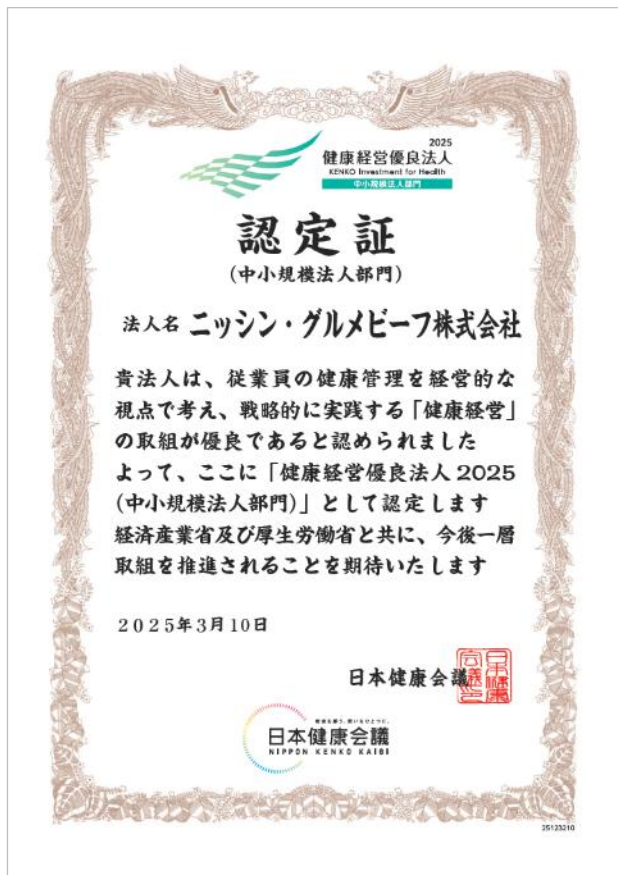 2025
健康経営優良法人
KENKO Investment for Health
中小規模法人部門
認定証
(中小規模法人部門)
法人名 ニッシン・グルメビーフ株式会社
貴法人は、従業員の健康管理を経営的な
視点で考え、戦略的に実践する「健康経営」
の取組が優良であると認められました
よって、ここに「健康経営優良法人2025
(中小規模法人部門)」として認定します
経済産業省及び厚生労働省と共に、今後一層
取組を推進されることを期待いたします
2025年3月10日
日本健康会議
日本健康会議
NIPPON KENKO KAIGI